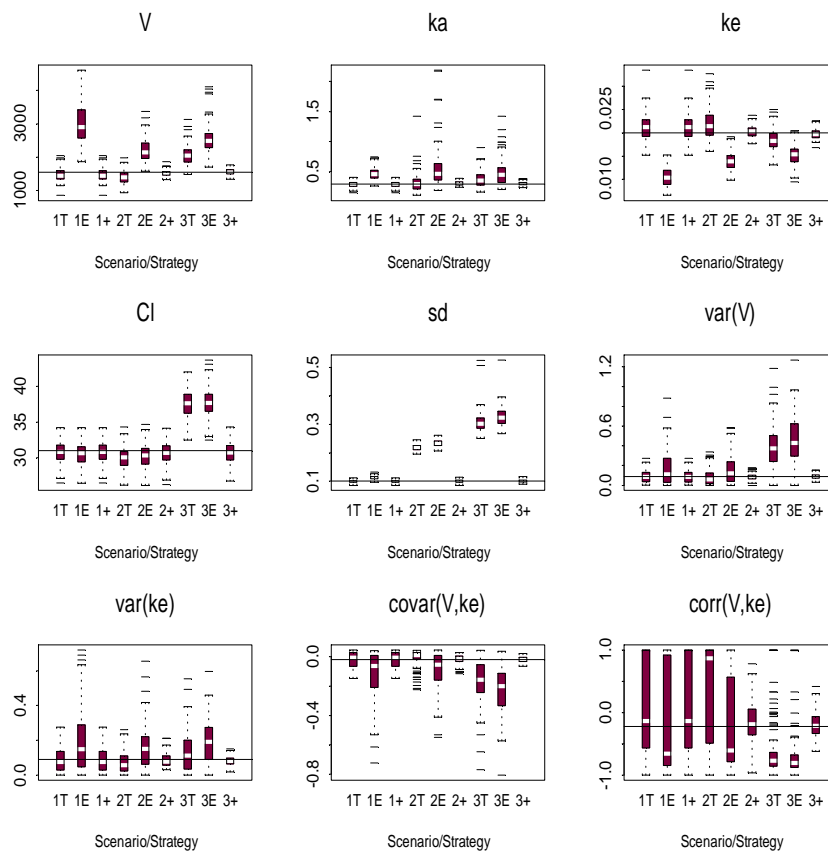 V ka ke
3000
1000
1.5
0.5
0.025
0.010
1T 1E 1+ 2T 2E 2+ 3T 3E 3+
1T 1E 1+ 2T 2E 2+ 3T 3E 3+
1T 1E 1+ 2T 2E 2+ 3T 3E 3+
Scenario/Strategy
Scenario/Strategy
Scenario/Strategy
Cl sd var(V)
40
35
30
0.5
0.3
0.1
1.2
0.6
0.0
1T 1E 1+ 2T 2E 2+ 3T 3E 3+
1T 1E 1+ 2T 2E 2+ 3T 3E 3+
1T 1E 1+ 2T 2E 2+ 3T 3E 3+
Scenario/Strategy
Scenario/Strategy
Scenario/Strategy
var(ke) covar(V,ke) corr(V,ke)
0.4
0.0
0.0
-0.4
-0.8
1.0
0.0
-1.0
1T 1E 1+ 2T 2E 2+ 3T 3E 3+
1T 1E 1+ 2T 2E 2+ 3T 3E 3+
1T 1E 1+ 2T 2E 2+ 3T 3E 3+
Scenario/Strategy
Scenario/Strategy
Scenario/Strategy